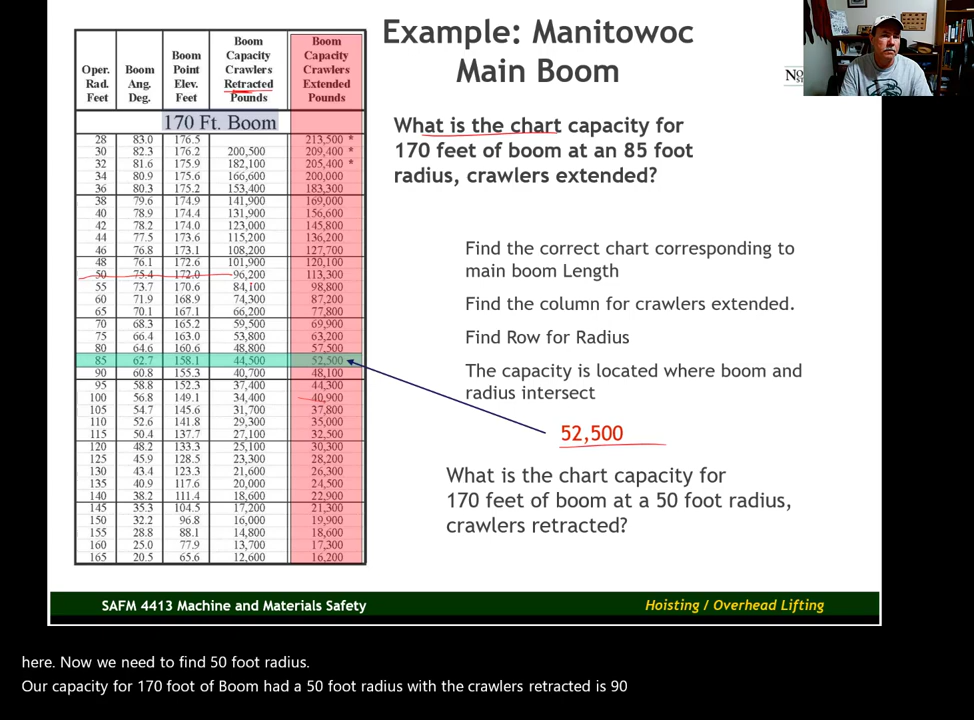 Example: Manitowoc
Main Boom
No
Oper. Rad. Feet | Boom Ang. Deg. | Boom Point Elev. Feet | Boom Capacity Crawlers Retracted Pounds | Boom Capacity Crawlers Extended Pounds
170 Ft. Boom
28 83.0 176.5 213,500 *
30 82.3 176.2 200,500 209,400 *
32 81.6 175.9 182,100 205,400 *
34 80.9 175.6 166,600 200,000
36 80.3 175.2 153,400 183,300
38 79.6 174.9 141,900 169,000
40 78.9 174.4 131,900 156,600
42 78.2 174.0 123,000 145,800
44 77.5 173.6 115,200 136,200
46 76.8 173.1 108,200 127,700
48 76.1 172.6 101,900 120,100
50 75.4 172.0 96,200 113,300
55 73.7 170.6 84,100 98,800
60 71.9 168.9 74,300 87,200
65 70.1 167.1 66,200 77,800
70 68.3 165.2 59,500 69,900
75 66.4 163.0 53,800 63,200
80 64.6 160.6 48,800 57,500
85 62.7 158.1 44,500 52,500
90 60.8 155.3 40,700 48,100
95 58.8 152.3 37,400 44,300
100 56.8 149.1 34,400 40,900
105 54.7 145.6 31,700 37,800
110 52.6 141.8 29,300 35,000
115 50.4 137.7 27,100 32,500
120 48.2 133.3 25,100 30,300
125 45.9 128.5 23,300 28,200
130 43.4 123.3 21,600 26,300
135 40.9 117.6 20,000 24,500
140 38.2 111.4 18,600 22,900
145 35.3 104.5 17,200 21,300
150 32.2 96.8 16,000 19,900
155 28.8 88.1 14,800 18,600
160 25.0 77.9 13,700 17,300
165 20.5 65.6 12,600 16,200
What is the chart capacity for
170 feet of boom at an 85 foot
radius, crawlers extended?
Find the correct chart corresponding to
main boom Length
Find the column for crawlers extended.
Find Row for Radius
The capacity is located where boom and
radius intersect
52,500
What is the chart capacity for
170 feet of boom at a 50 foot radius,
crawlers retracted?
SAFM 4413 Machine and Materials Safety
Hoisting / Overhead Lifting
here. Now we need to find 50 foot radius.
Our capacity for 170 foot of Boom had a 50 foot radius with the crawlers retracted is 90